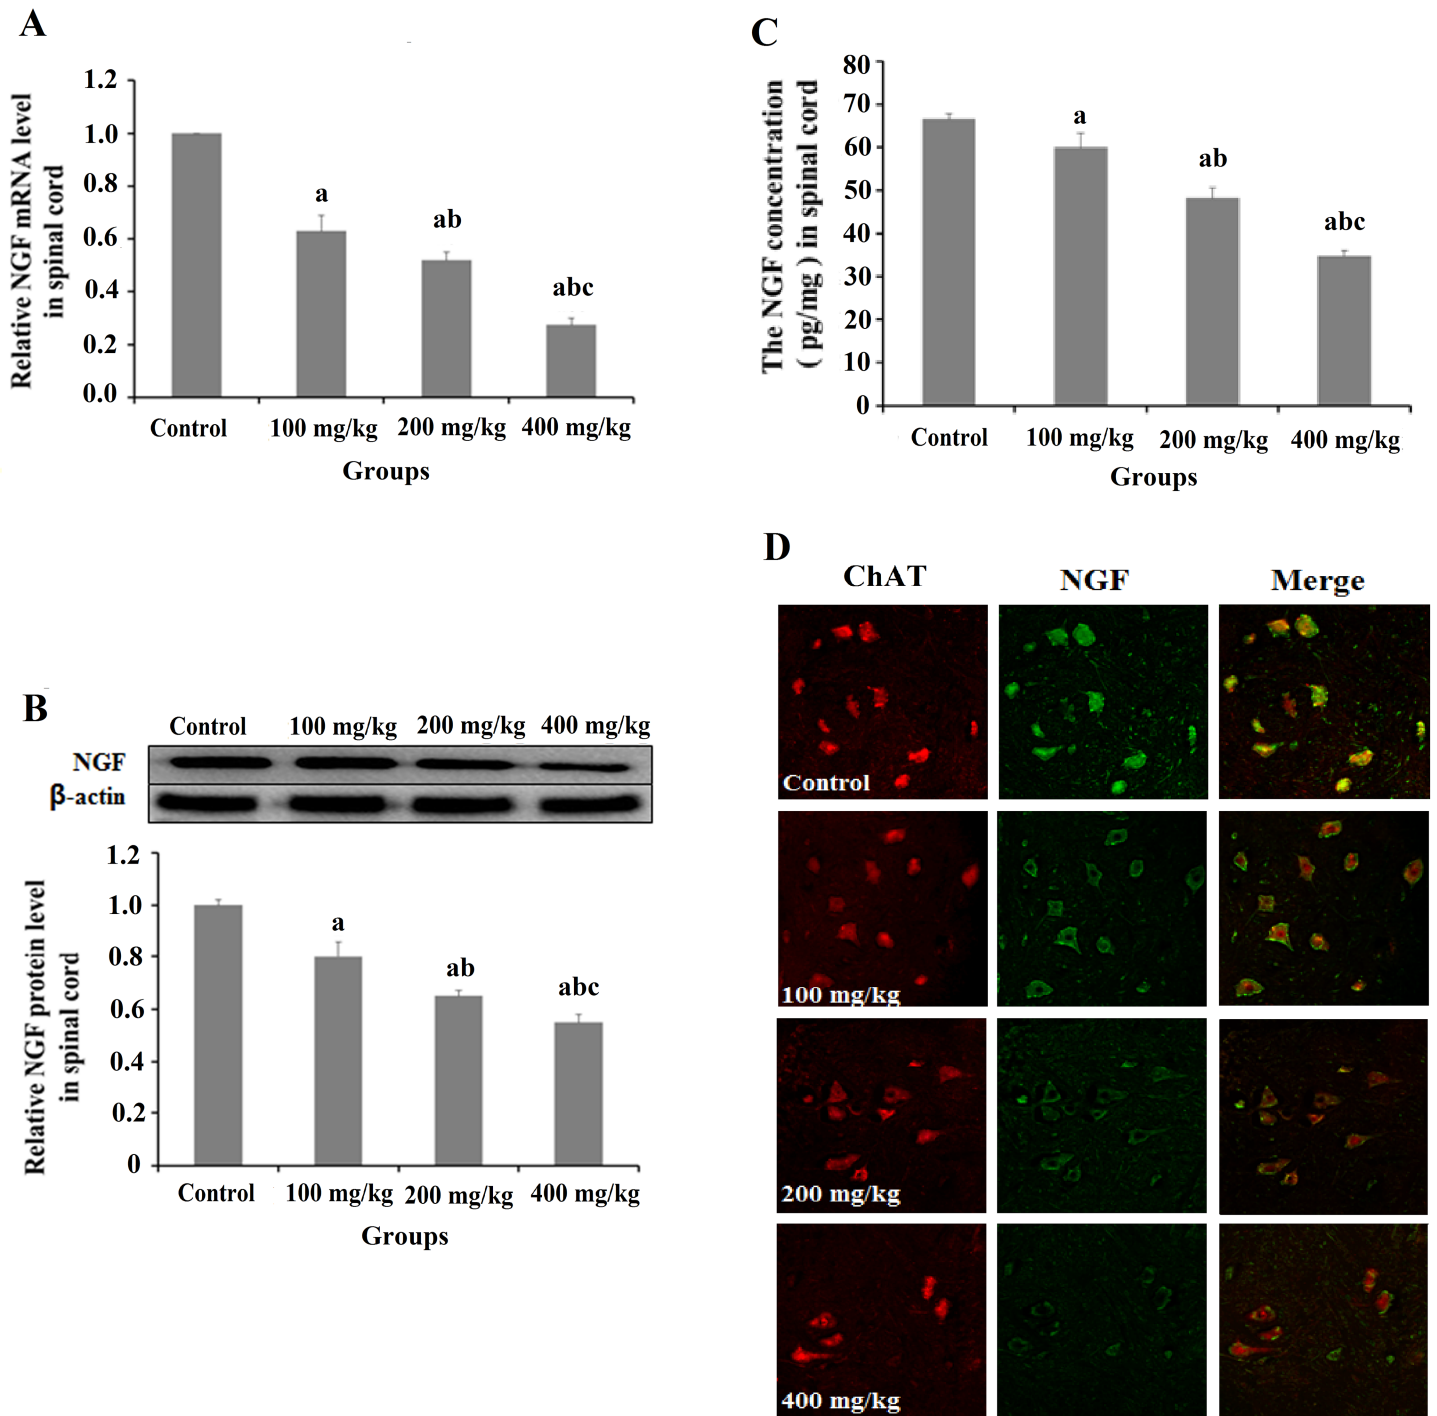 A
Relative NGF mRNA level
in spinal cord
1.2
1.0
0.8
0.6
0.4
0.2
0.0
a
ab
abc
Control 100 mg/kg 200 mg/kg 400 mg/kg
Groups
C
The NGF concentration
( pg/mg ) in spinal cord
80
70
60
50
40
30
20
10
0
a
ab
abc
Control 100 mg/kg 200 mg/kg 400 mg/kg
Groups
B
Control 100 mg/kg 200 mg/kg 400 mg/kg
NGF
β-actin
Relative NGF protein level
in spinal cord
1.2
1.0
0.8
0.6
0.4
0.2
0
a
ab
abc
Control 100 mg/kg 200 mg/kg 400 mg/kg
Groups
D
ChAT NGF Merge
Control
100 mg/kg
200 mg/kg
400 mg/kg